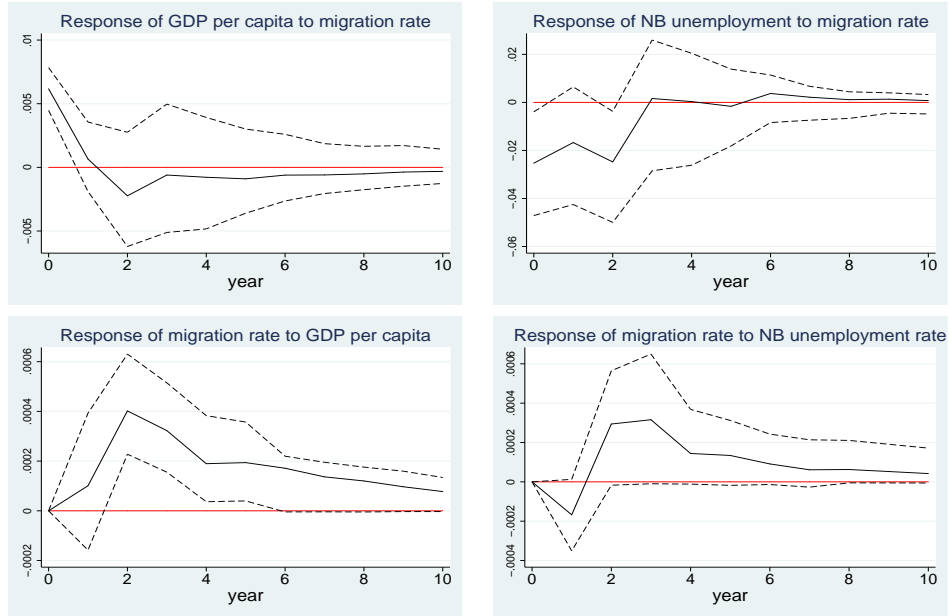 Response of GDP per capita to migration rate
.01
.005
0
-.005
0 2 4 6 8 10
year
Response of NB unemployment to migration rate
.02
0
-.02
-.04
-.06
0 2 4 6 8 10
year
Response of migration rate to GDP per capita
.0006
.0004
.0002
0
-.0002
0 2 4 6 8 10
year
Response of migration rate to NB unemployment rate
.0006
.0004
.0002
0
-.0002
-.0004
0 2 4 6 8 10
year